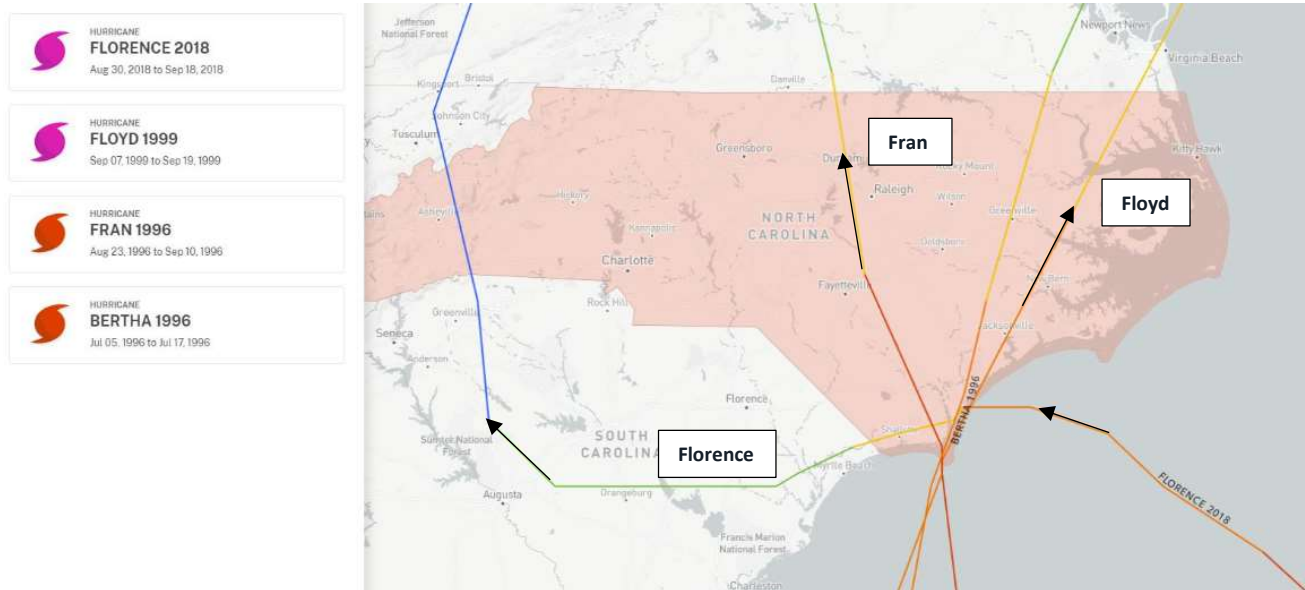 HURRICANE
FLORENCE 2018
Aug 30, 2018 to Sep 18, 2018
HURRICANE
FLOYD 1999
Sep 07, 1999 to Sep 19, 1999
HURRICANE
FRAN 1996
Aug 23, 1996 to Sep 10, 1996
HURRICANE
BERTHA 1996
Jul 05, 1996 to Jul 17, 1996
Jefferson
National Forest
Newport News
Virginia Beach
Kingsport
Bristol
Danville
Johnson City
Tusculum
Fran
Greensboro
Durham
Rocky Mount
Kitty Hawk
Hickory
Raleigh
Wilson
Floyd
Asheville
Kannapolis
NORTH
CAROLINA
Greenville
Goldsboro
Charlotte
Fayetteville
New Bern
Rock Hill
Greenville
Jacksonville
Seneca
Anderson
BERTHA 1996
Florence
Sumter National
Forest
SOUTH
CAROLINA
Florence
Shallotte
Myrtle Beach
FLORENCE 2018
Augusta
Orangeburg
Francis Marion
National Forest
Charleston